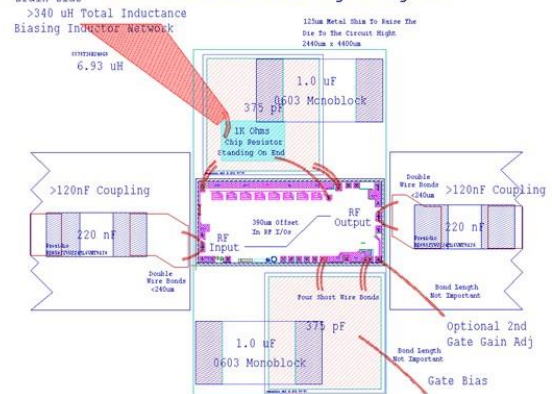 >340 uH Total Inductance
Biasing Inductor Network
6.93 uH
125um Metal Shim To Raise The
Die To The Circuit Hight
2440um x 4400um
1.0 uF
0603 Monoblock
375 pF
1K Ohms
Chip Resistor
Standing On End
>120nF Coupling
220 nF
Double
Wire Bonds
<240um
RF
Input
390um Offset
In RF I/Os
RF
Output
Double
Wire Bonds
<240um
>120nF Coupling
220 nF
Four Short Wire Bonds
Bond Length
Not Important
375 pF
1.0 uF
0603 Monoblock
Optional 2nd
Gate Gain Adj
Bond Length
Not Important
Gate Bias